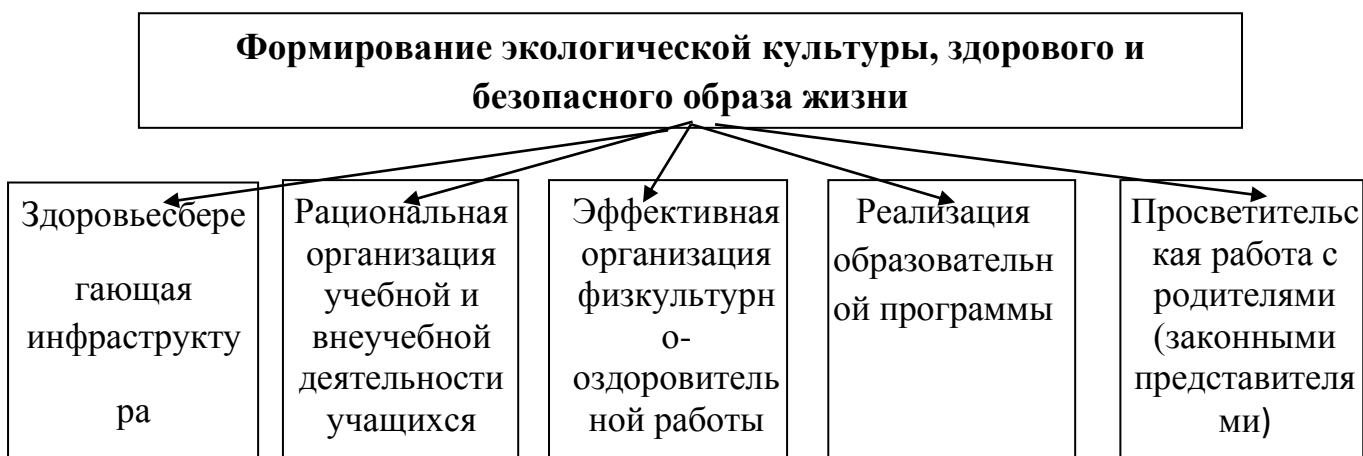 Формирование экологической культуры, здорового и
безопасного образа жизни
Здоровьесбере
гающая
инфраструкту
ра
Рациональная
организация
учебной и
внеучебной
деятельности
учащихся
Эффективная
организация
физкультурн
о-
оздоровитель
ной работы
Реализация
образовательн
ой программы
Просветительс
кая работа с
родителями
(законными
представителя
ми)